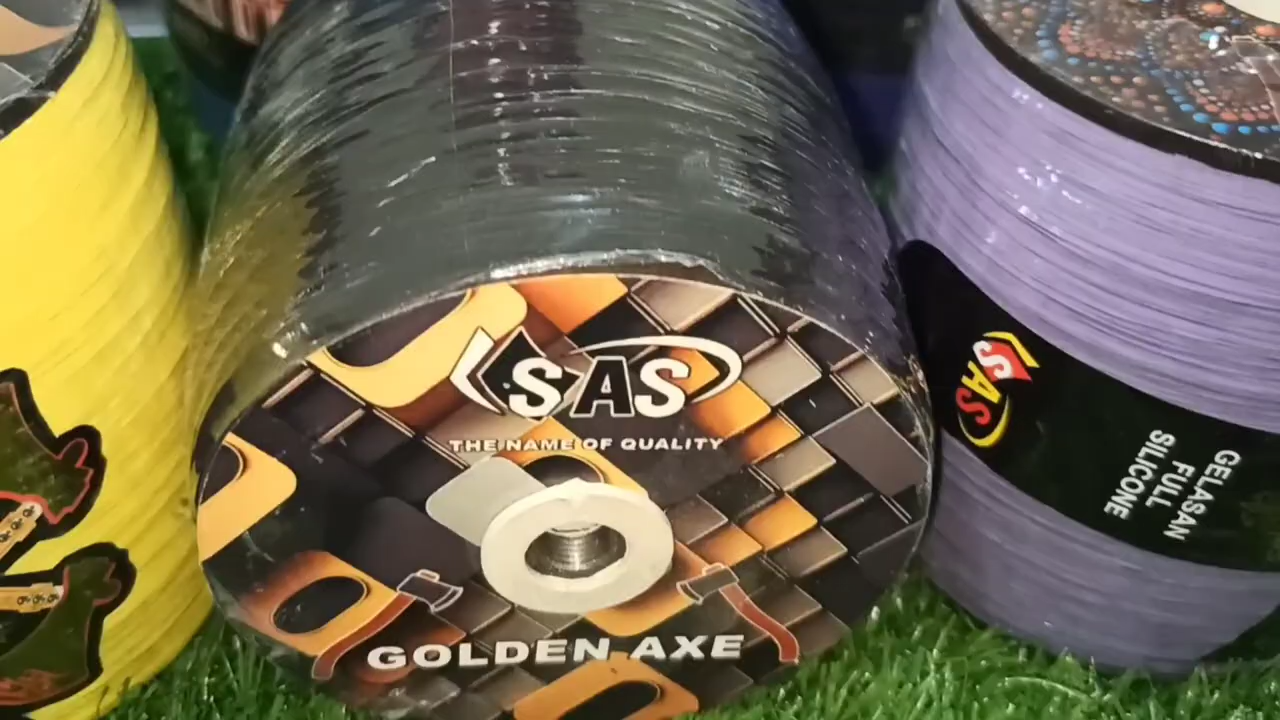 SAS
THE NAME OF QUALITY
GOLDEN AXE
SAS
GELASAN
FULL
SILICONE